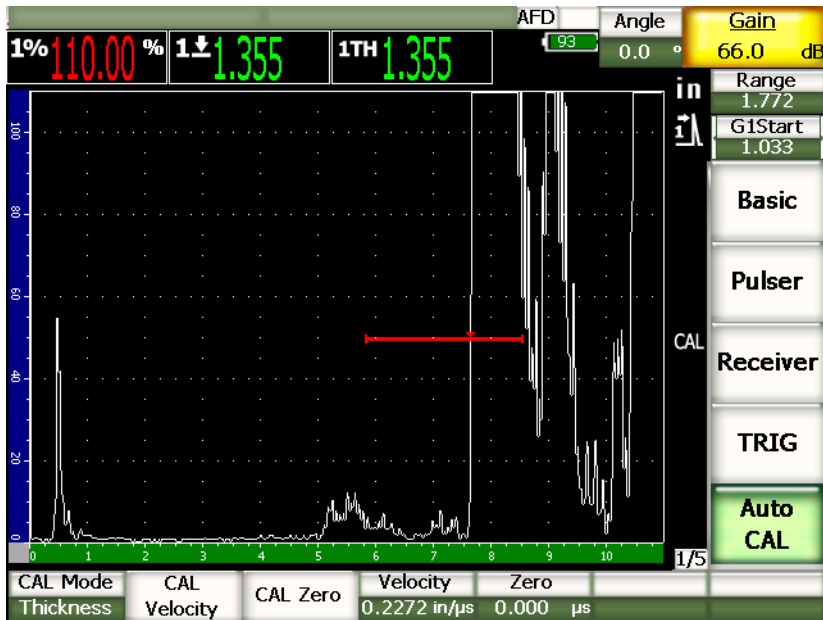 AFD Angle Gain
93 0.0 ° 66.0 dB
1% 110.00 % 1 1.355 1TH 1.355
in Range
1.772
G1Start
1.033
100
80
60
40
20
0
Basic
Pulser
CAL
Receiver
TRIG
Auto
CAL
0 1 2 3 4 5 6 7 8 9 10
1/5
CAL Mode CAL Velocity CAL Zero Velocity Zero
Thickness 0.2272 in/µs 0.000 µs